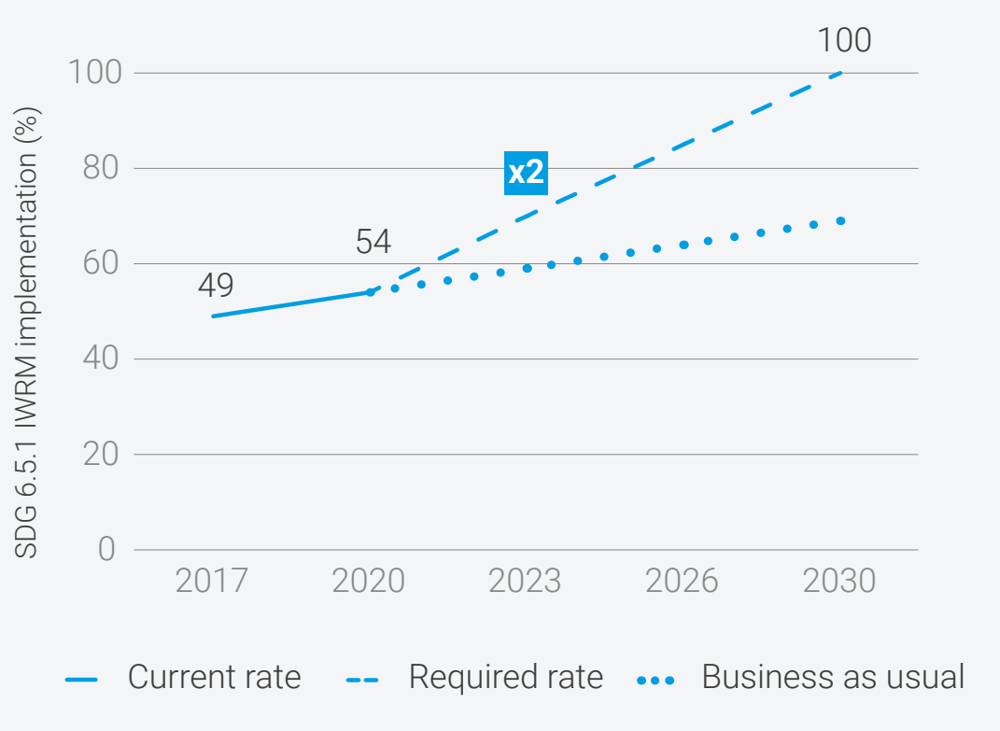 SDG 6.5.1 IWRM implementation (%)
100
100
80
x2
54
60
49
40
20
0
2017 2020 2023 2026 2030
Current rate Required rate Business as usual